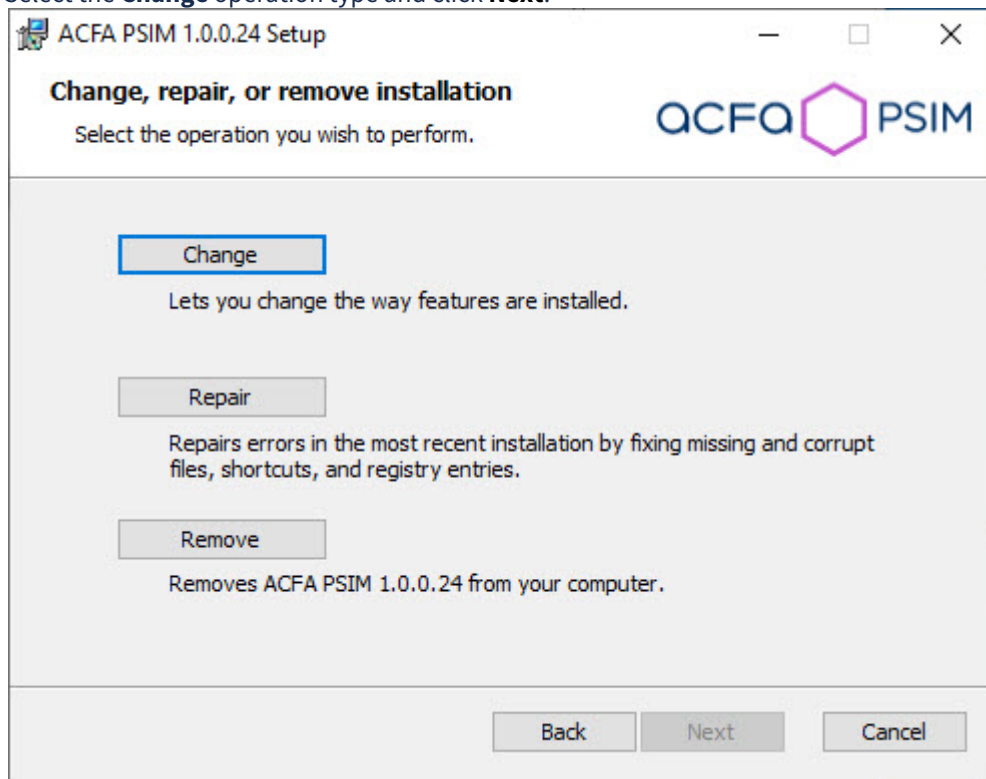 Select the Change operation type and click Next.
ACFA PSIM 1.0.0.24 Setup
Change, repair, or remove installation
Select the operation you wish to perform.
acfa PSIM
Change
Lets you change the way features are installed.
Repair
Repairs errors in the most recent installation by fixing missing and corrupt
files, shortcuts, and registry entries.
Remove
Removes ACFA PSIM 1.0.0.24 from your computer.
Back Next Cancel